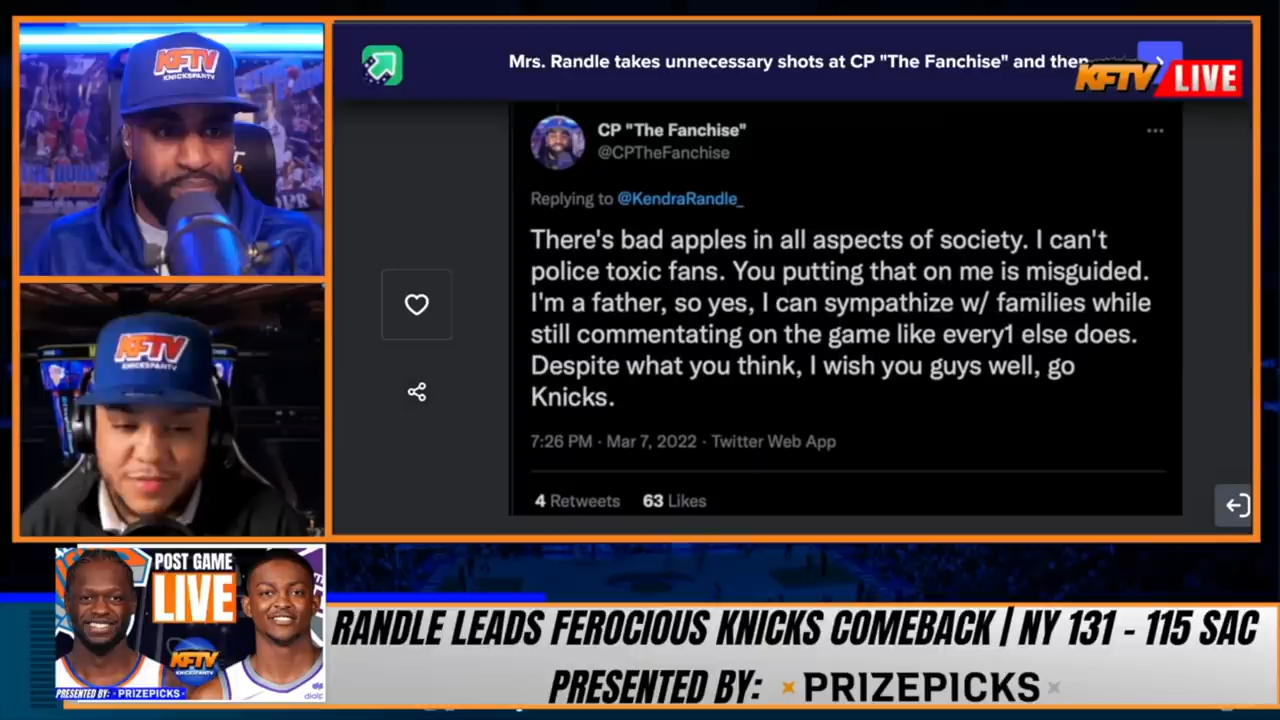 KFTV
KNICKSFANTV
Mrs. Randle takes unnecessary shots at CP "The Fanchise" and then
KFTV LIVE
CP "The Fanchise"
@CPTheFanchise
Replying to @KendraRandle_
There's bad apples in all aspects of society. I can't
police toxic fans. You putting that on me is misguided.
I'm a father, so yes, I can sympathize w/ families while
still commentating on the game like every1 else does.
Despite what you think, I wish you guys well, go
Knicks.
7:26 PM · Mar 7, 2022 · Twitter Web App
4 Retweets 63 Likes
KFTV
KNICKSFANTV
POST GAME
LIVE
KFTV
KNICKSFANTV
PRESENTED BY: PRIZEPICKS
RANDLE LEADS FEROCIOUS KNICKS COMEBACK | NY 131 - 115 SAC
PRESENTED BY: PRIZEPICKS